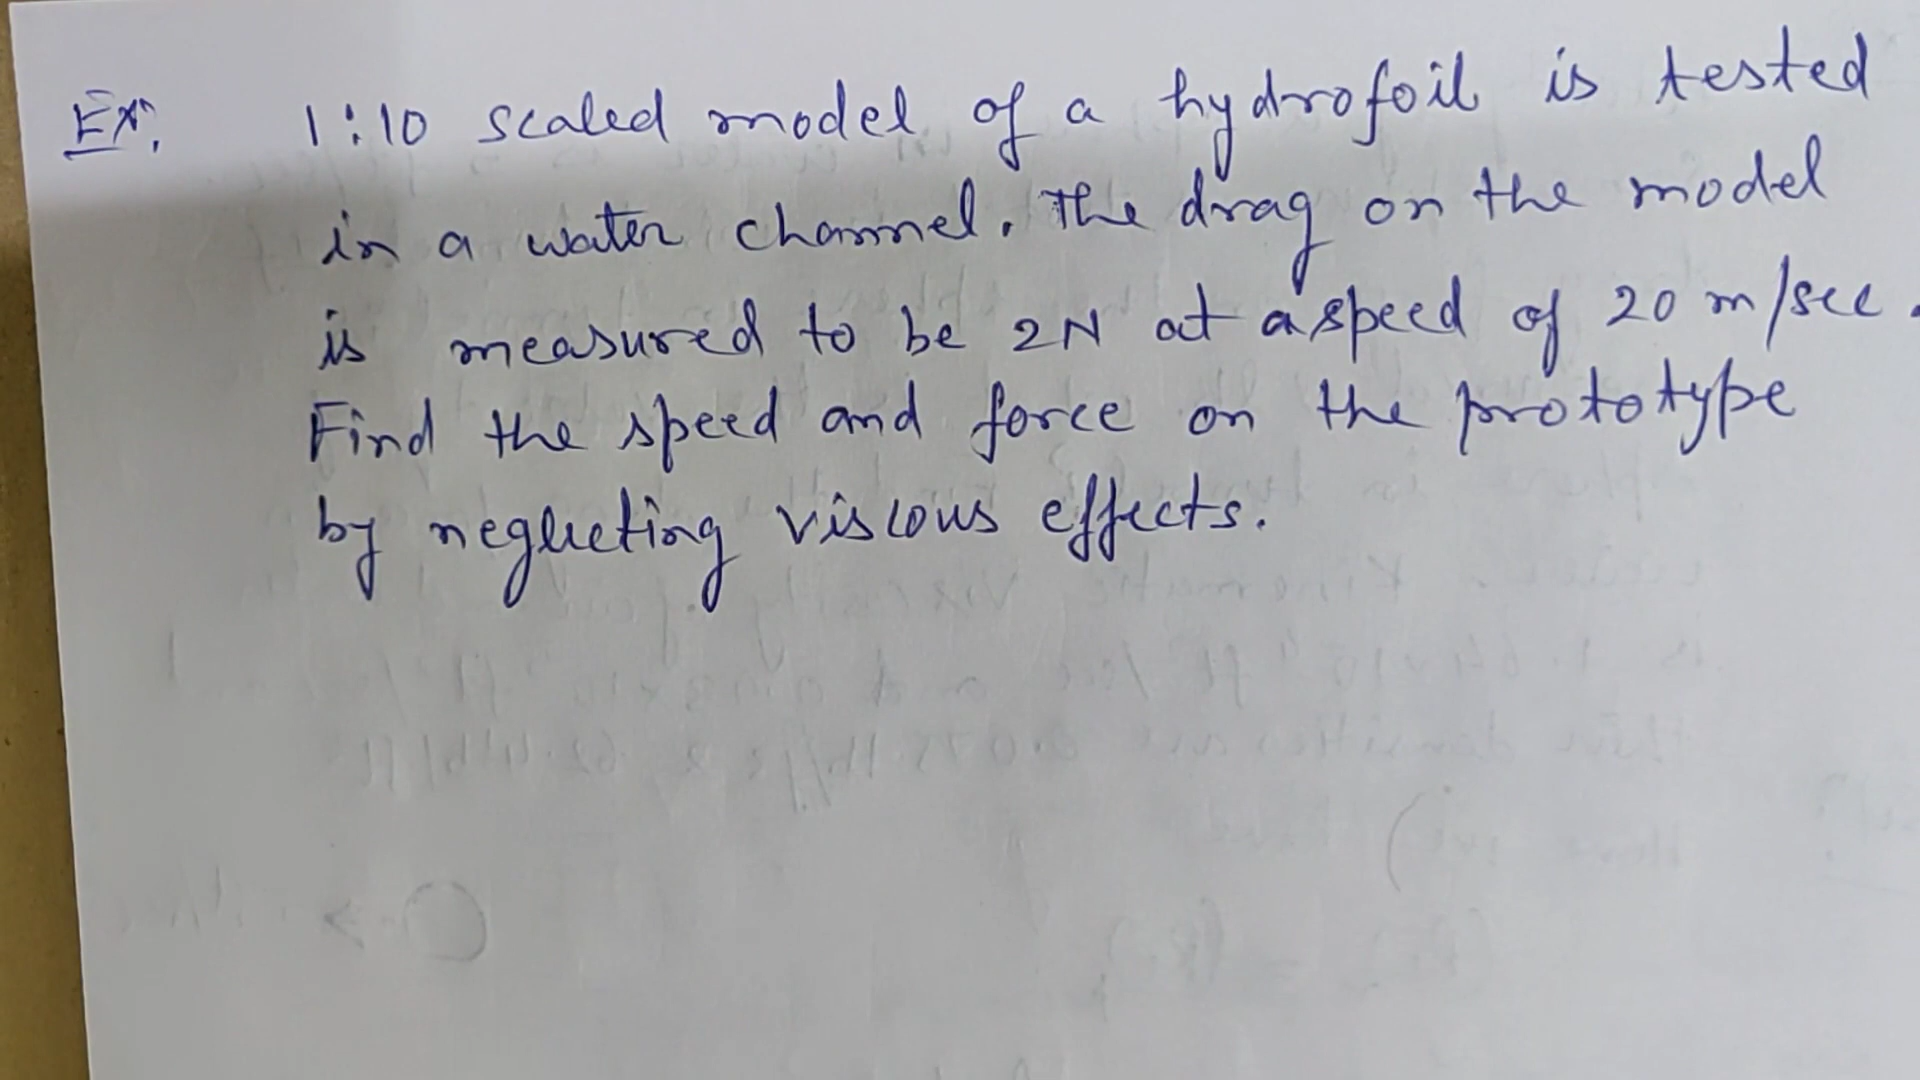 Ex. 1:10 scaled model of a hydrofoil is tested
in a water channel. The drag on the model
is measured to be 2N at a speed of 20 m/sec.
Find the speed and force on the prototype
by neglecting viscous effects.